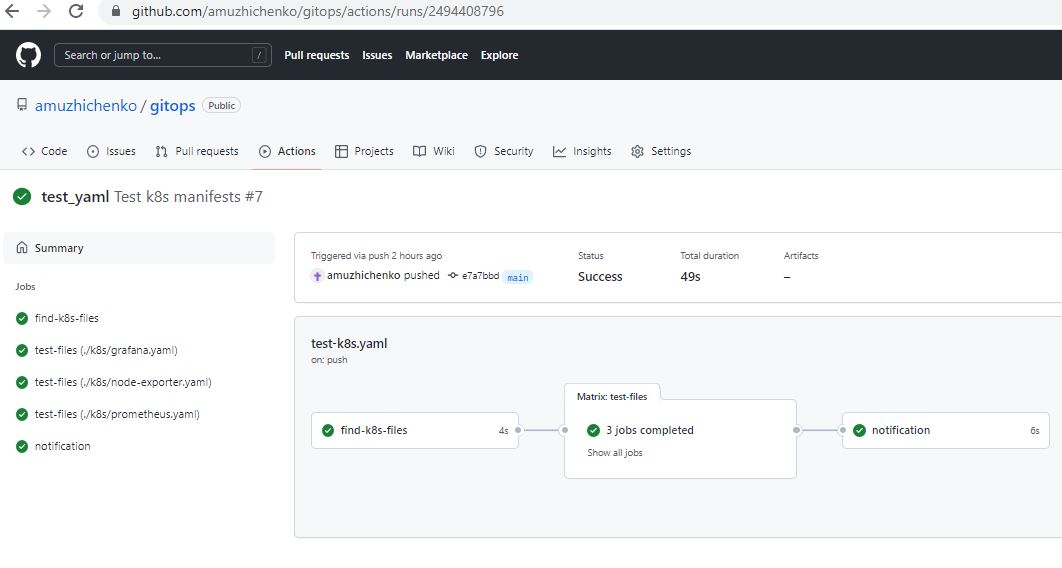 github.com/amuzhichenko/gitops/actions/runs/2494408796
Search or jump to... / Pull requests Issues Marketplace Explore
amuzhichenko / gitops Public
Code Issues Pull requests Actions Projects Wiki Security Insights Settings
test_yaml Test k8s manifests #7
Summary
Jobs
find-k8s-files
test-files (./k8s/grafana.yaml)
test-files (./k8s/node-exporter.yaml)
test-files (./k8s/prometheus.yaml)
notification
Triggered via push 2 hours ago
amuzhichenko pushed e7a7bbd main
Status
Success
Total duration
49s
Artifacts
–
test-k8s.yaml
on: push
find-k8s-files 4s
Matrix: test-files
3 jobs completed
Show all jobs
notification 6s